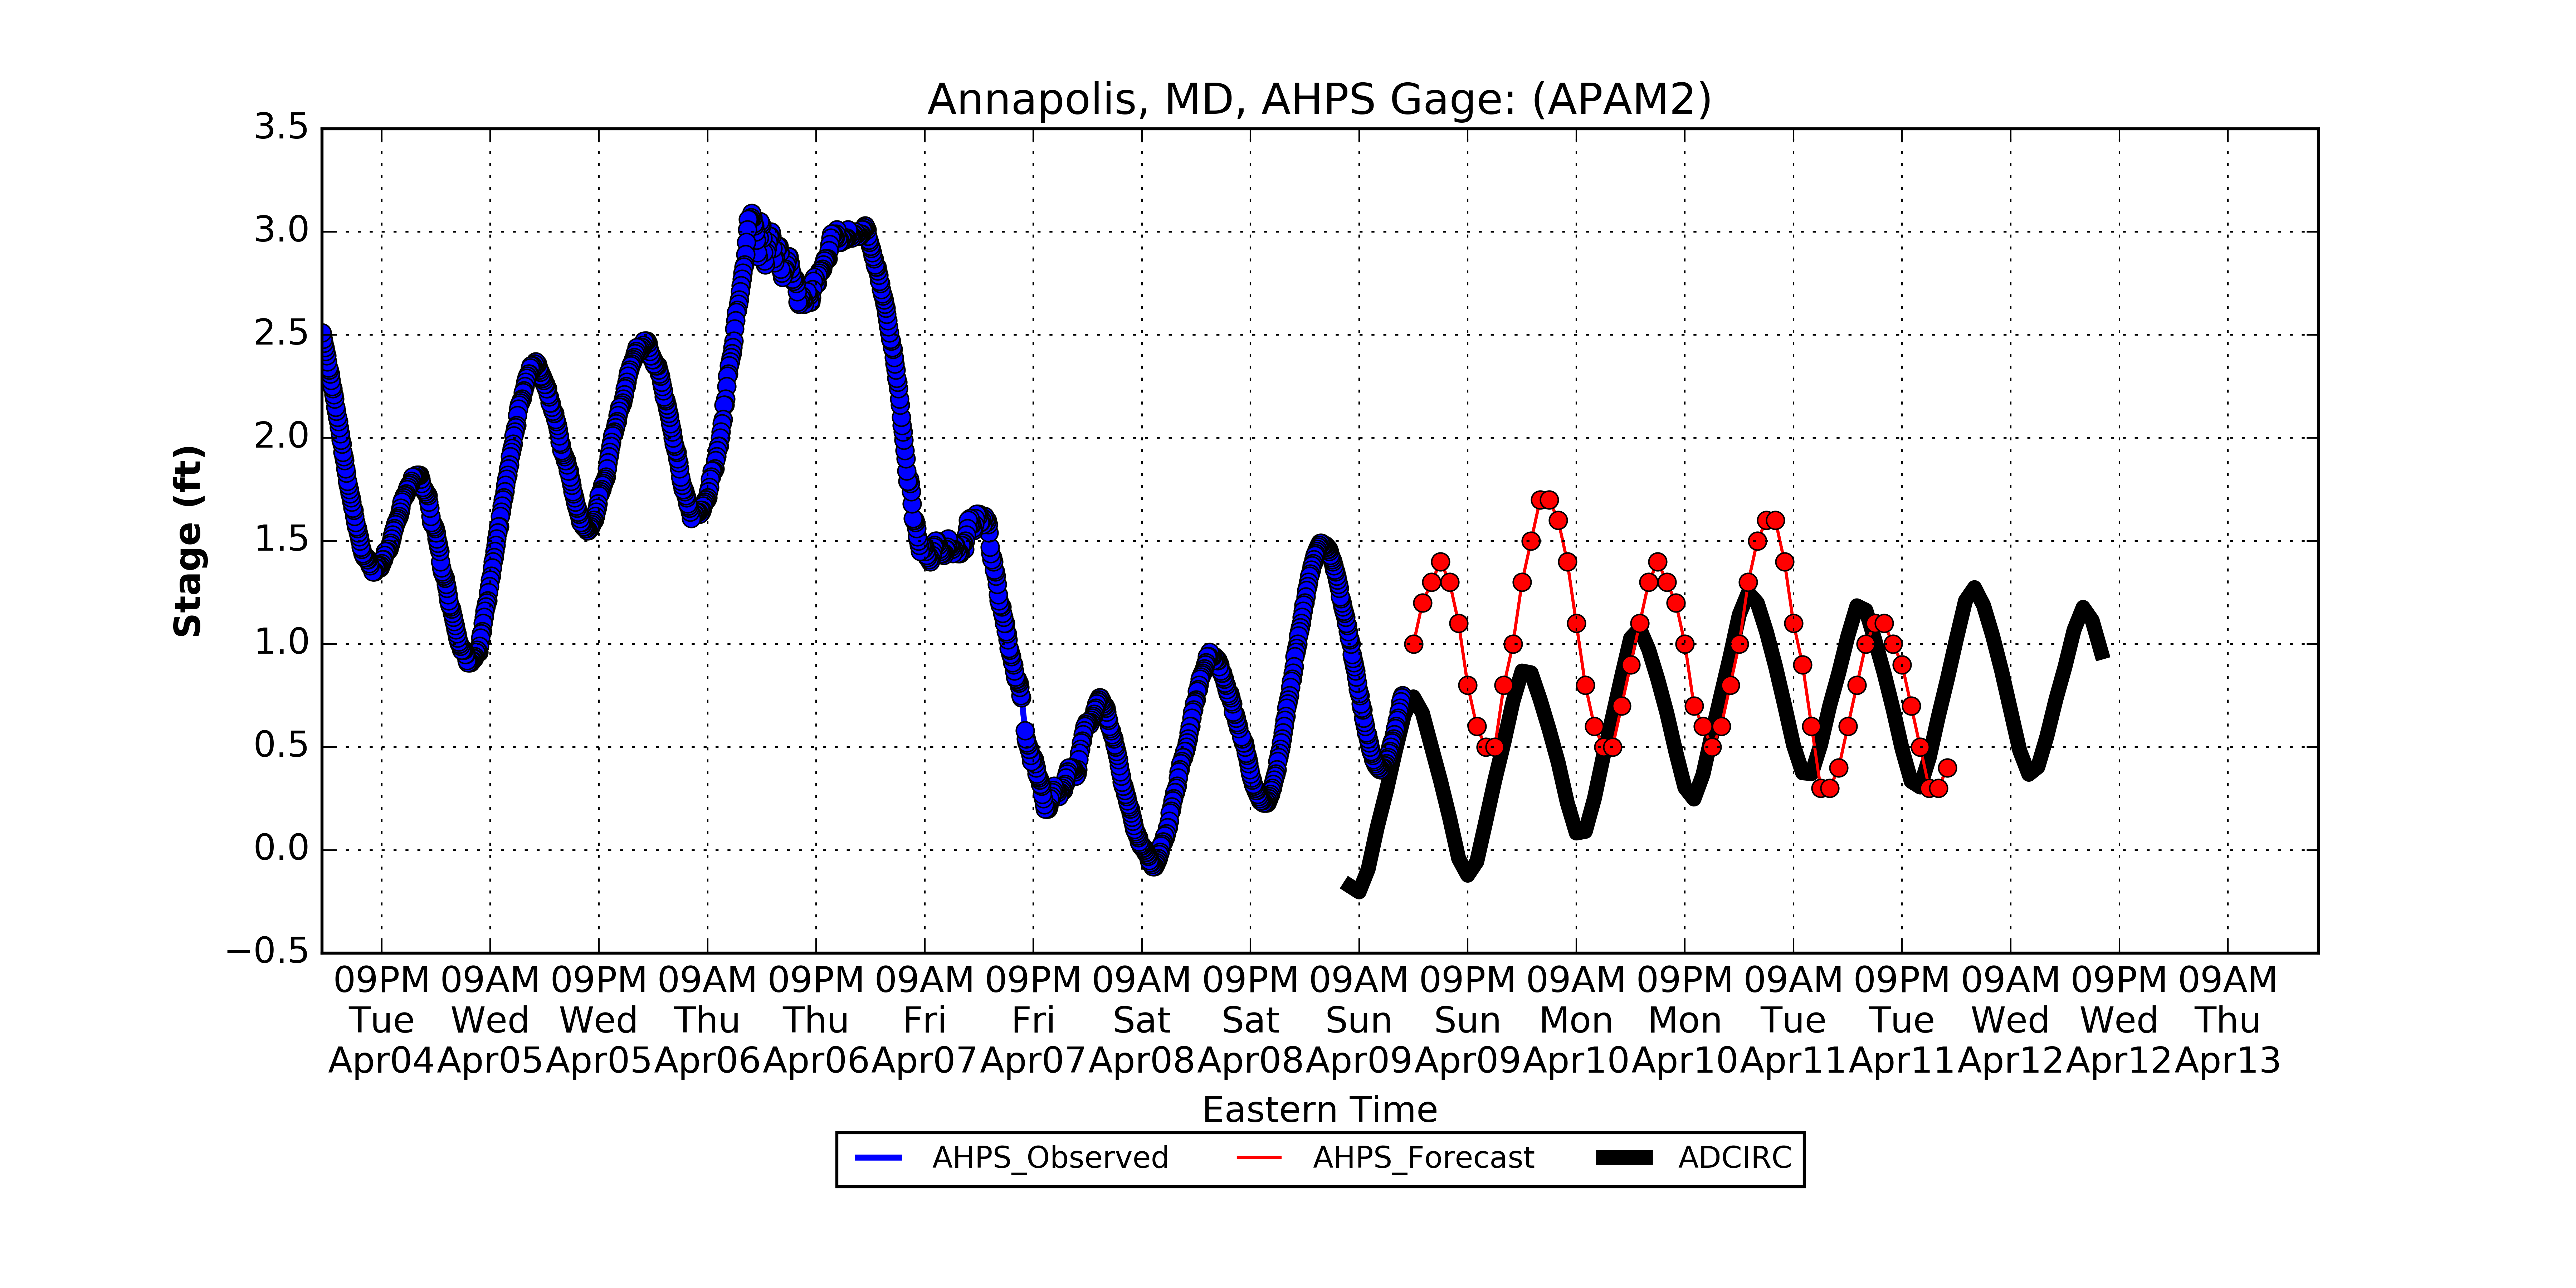 Annapolis, MD, AHPS Gage: (APAM2)
3.5
3.0
2.5
2.0
1.5
1.0
0.5
0.0
−0.5
Stage (ft)
09PM 09AM 09PM 09AM 09PM 09AM 09PM 09AM 09PM 09AM 09PM 09AM 09PM 09AM 09PM 09AM 09PM 09AM
Tue Wed Wed Thu Thu Fri Fri Sat Sat Sun Sun Mon Mon Tue Tue Wed Wed Thu
Apr04 Apr05 Apr05 Apr06 Apr06 Apr07 Apr07 Apr08 Apr08 Apr09 Apr09 Apr10 Apr10 Apr11 Apr11 Apr12 Apr12 Apr13
Eastern Time
AHPS_Observed AHPS_Forecast ADCIRC